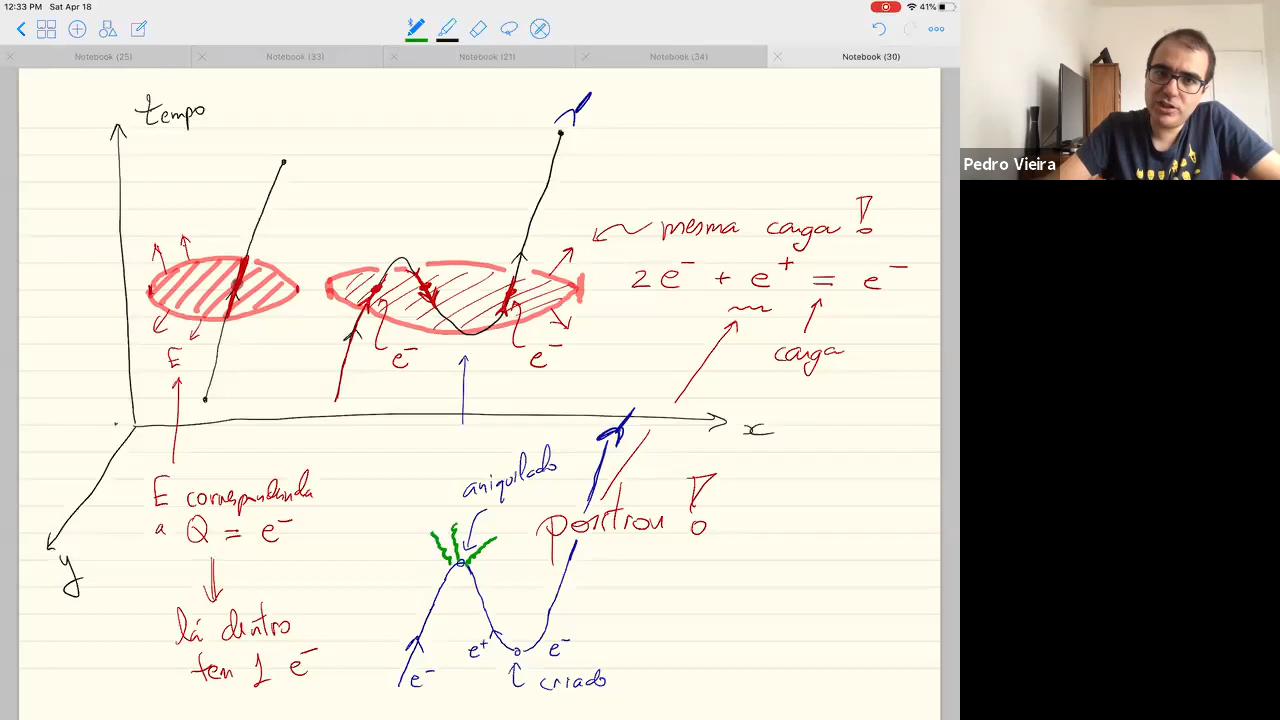 12:33 PM Sat Apr 18
41%
Notebook (25)
Notebook (33)
Notebook (21)
Notebook (34)
Notebook (30)
Pedro Vieira
tempo
mesma carga!
2e⁻ + e⁺ = e⁻
carga
e⁻
e⁻
E
x
y
E correspondendo
a Q = e⁻
⇓
lá dentro
tem 1 e⁻
aniquilado
positron!
e⁻
e⁺
e⁻
criado